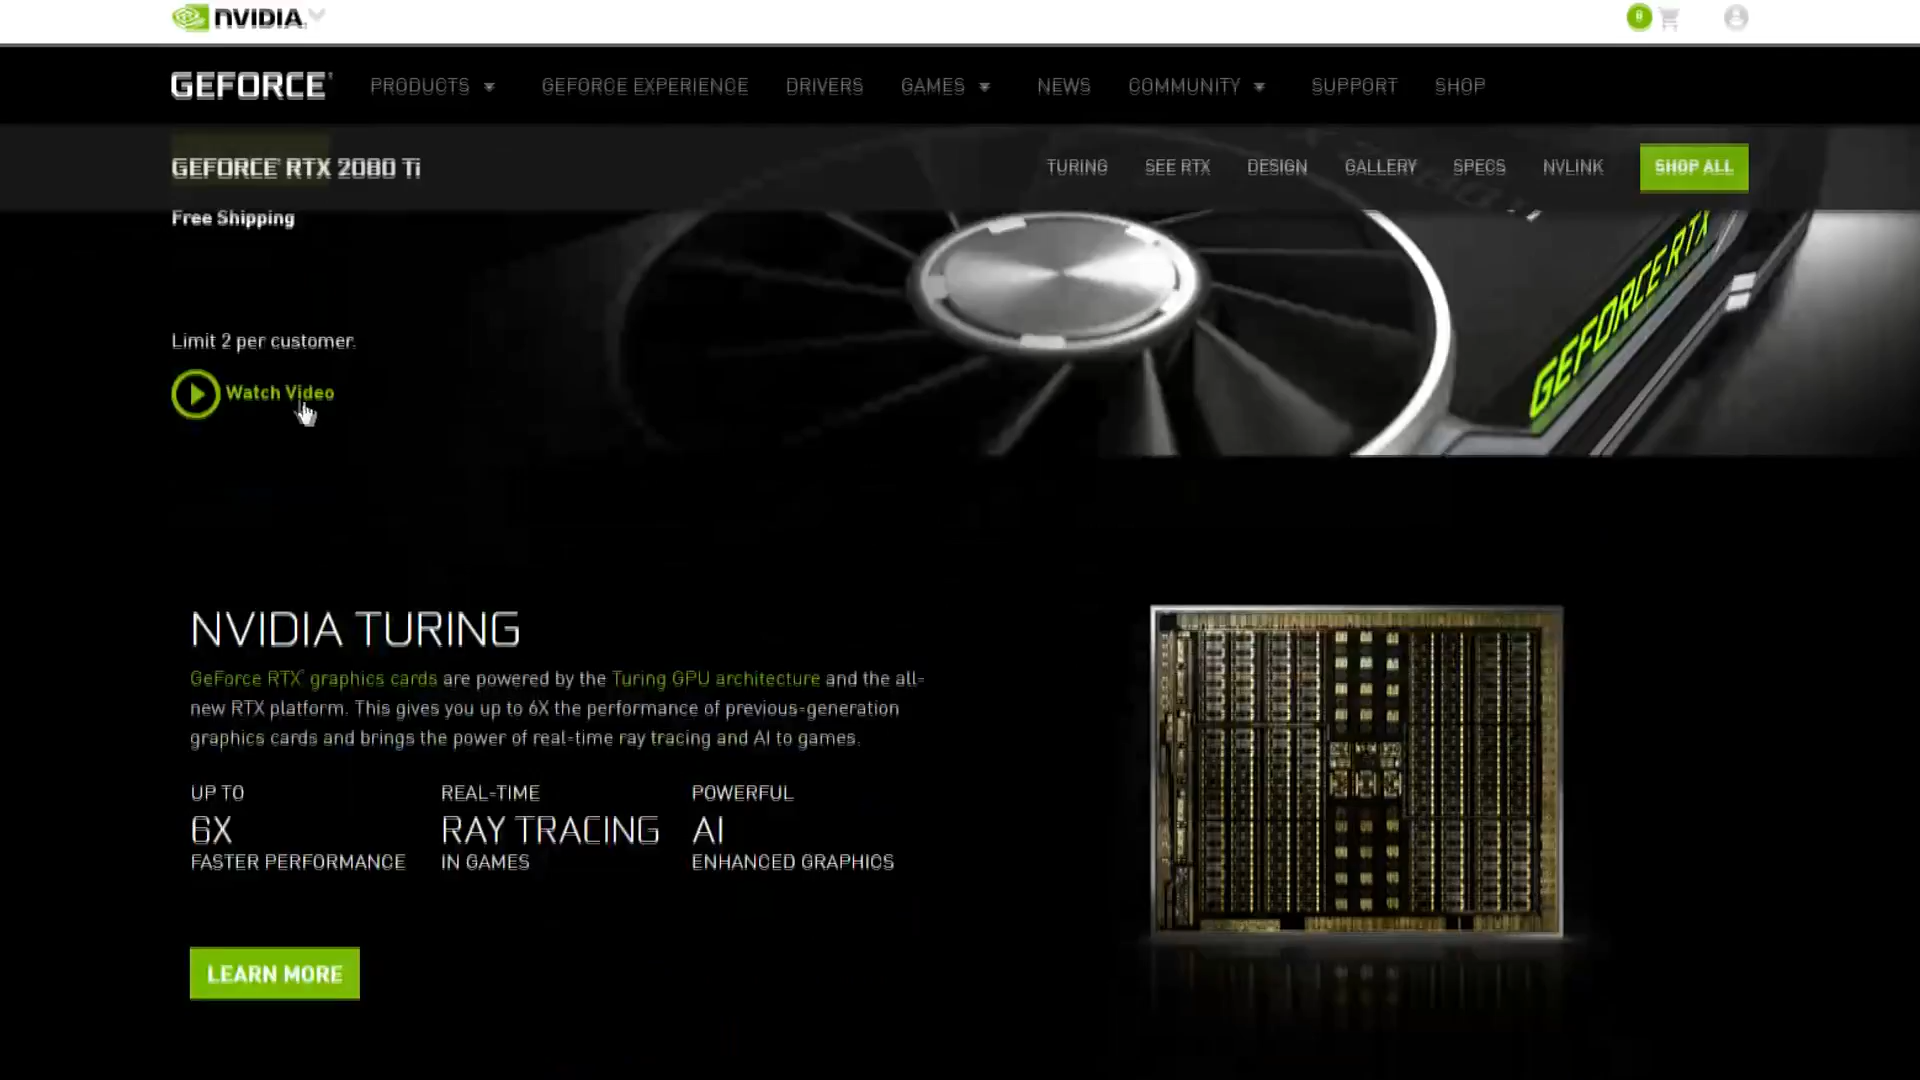 NVIDIA.
GEFORCE PRODUCTS GEFORCE EXPERIENCE DRIVERS GAMES NEWS COMMUNITY SUPPORT SHOP
GEFORCE® RTX 2080 Ti TURING SEE RTX DESIGN GALLERY SPECS NVLINK SHOP ALL
Free Shipping
GEFORCE RTX
Limit 2 per customer.
Watch Video
NVIDIA TURING
GeForce RTX™ graphics cards are powered by the Turing GPU architecture and the all-
new RTX platform. This gives you up to 6X the performance of previous-generation
graphics cards and brings the power of real-time ray tracing and AI to games.
UP TO REAL-TIME POWERFUL
6X RAY TRACING AI
FASTER PERFORMANCE IN GAMES ENHANCED GRAPHICS
LEARN MORE